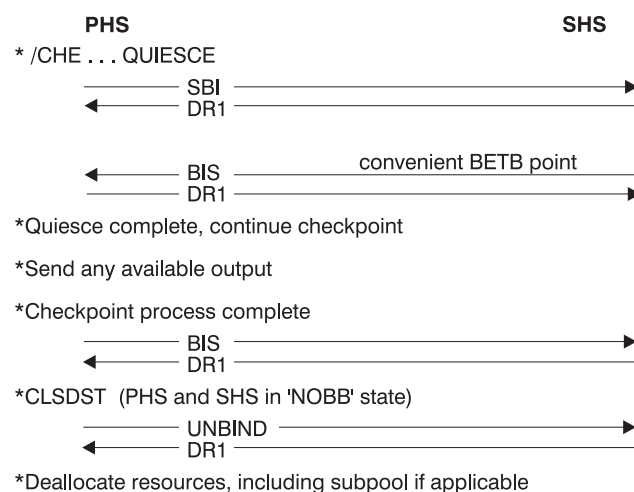 PHS SHS
* /CHE . . . QUIESCE
SBI
DR1
convenient BETB point
BIS
DR1
*Quiesce complete, continue checkpoint
*Send any available output
*Checkpoint process complete
BIS
DR1
*CLSDST (PHS and SHS in 'NOBB' state)
UNBIND
DR1
*Deallocate resources, including subpool if applicable